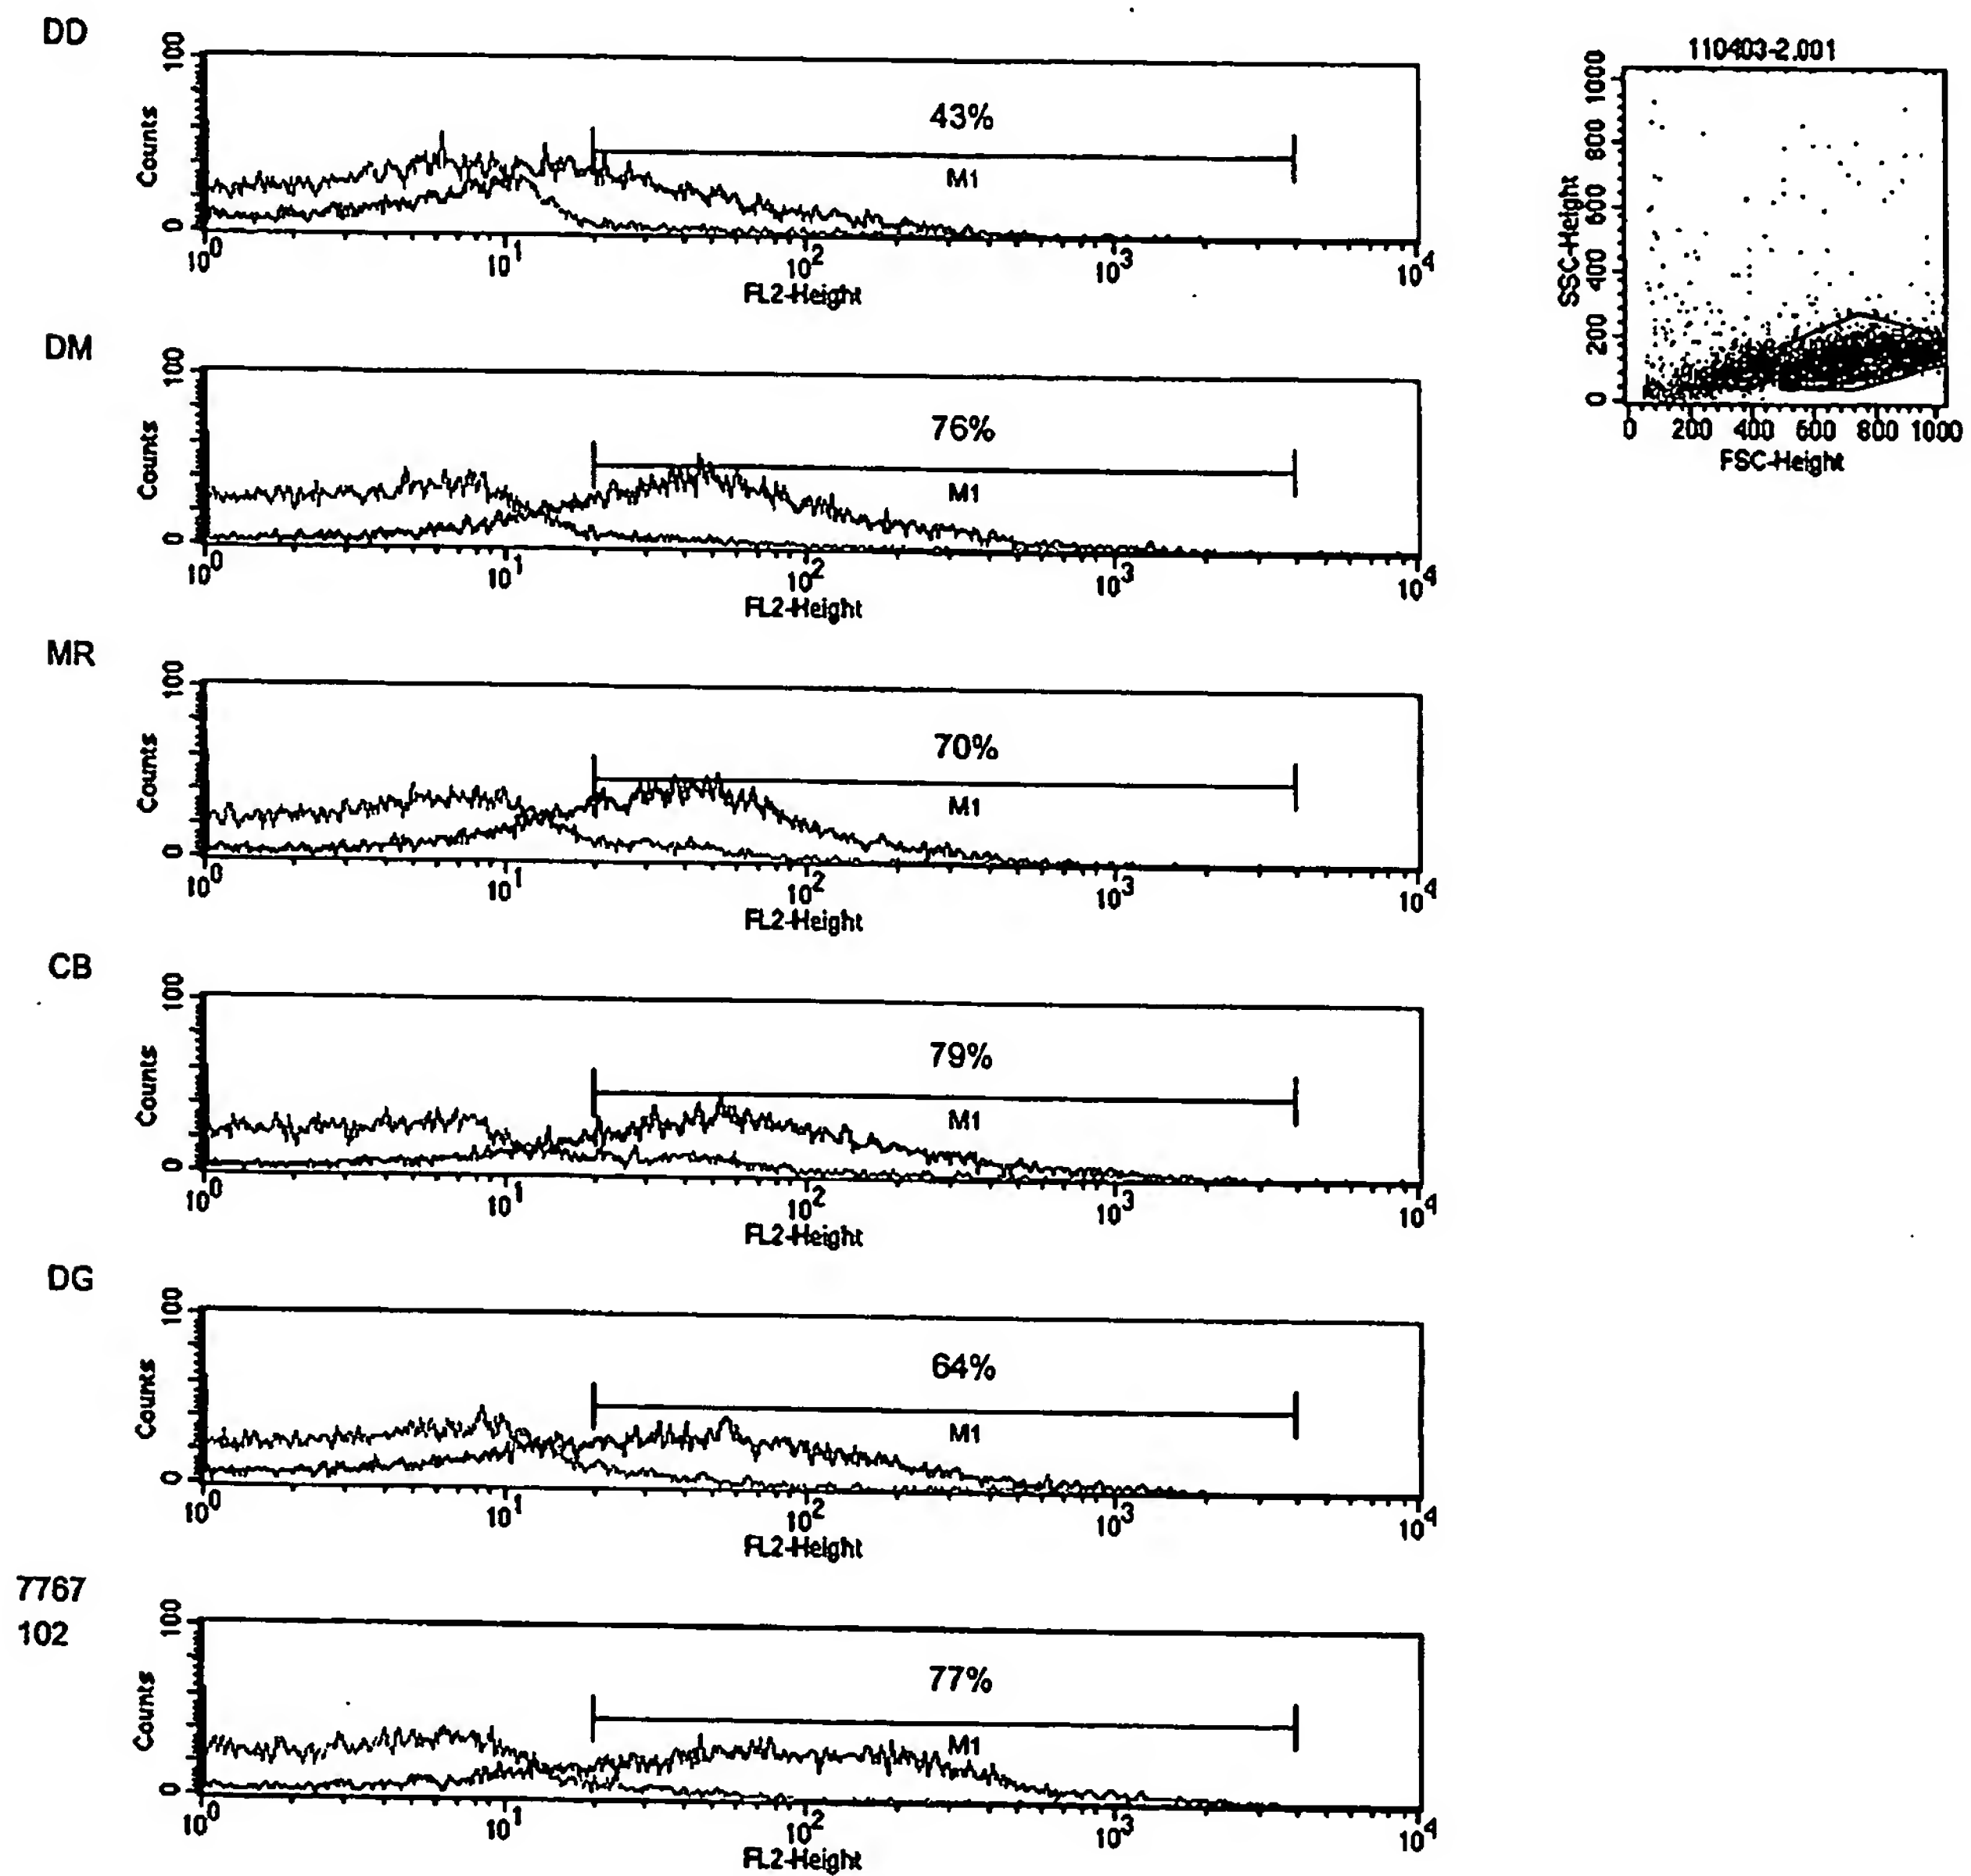 DD
100
Counts
0
43%
M1
10^0 10^1 10^2 10^3 10^4
FL2-Height
110403-2.001
1000
800
600
400
200
0
SSC-Height
0 200 400 600 800 1000
FSC-Height
DM
100
Counts
0
76%
M1
10^0 10^1 10^2 10^3 10^4
FL2-Height
MR
100
Counts
0
70%
M1
10^0 10^1 10^2 10^3 10^4
FL2-Height
CB
100
Counts
0
79%
M1
10^0 10^1 10^2 10^3 10^4
FL2-Height
DG
100
Counts
0
64%
M1
10^0 10^1 10^2 10^3 10^4
FL2-Height
7767
102
100
Counts
0
77%
M1
10^0 10^1 10^2 10^3 10^4
FL2-Height